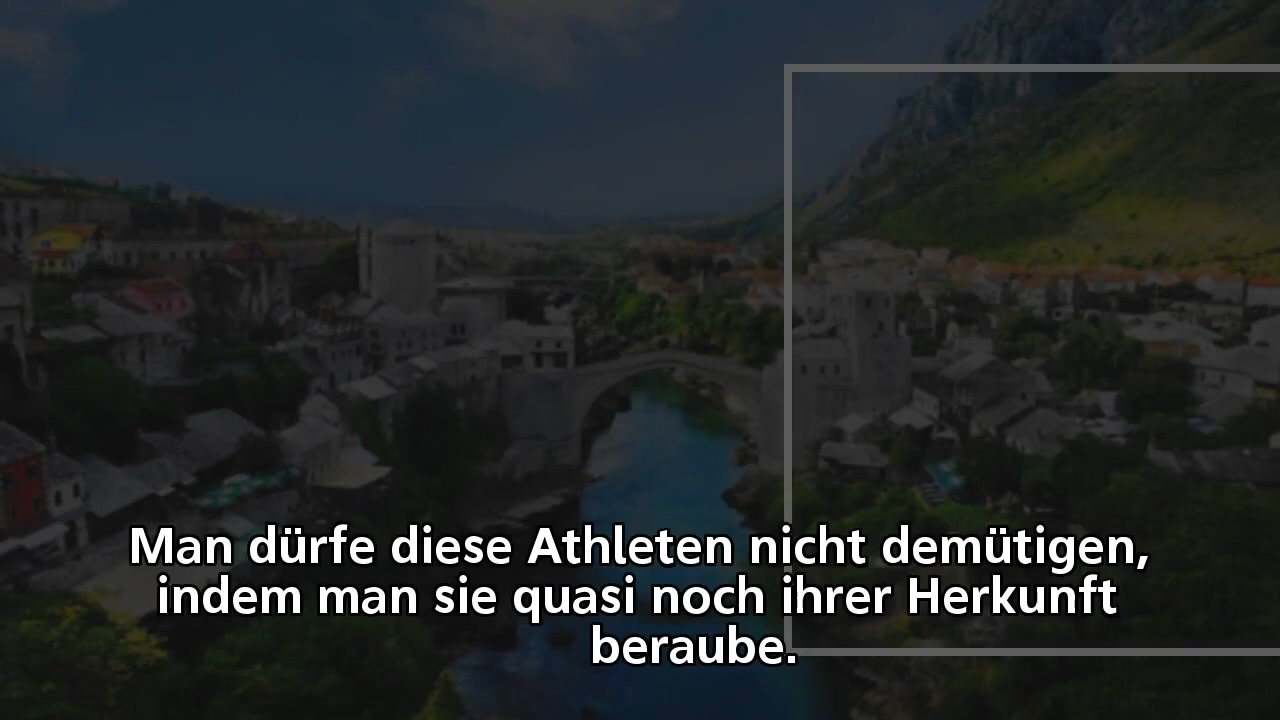 Man dürfe diese Athleten nicht demütigen,
indem man sie quasi noch ihrer Herkunft
beraube.